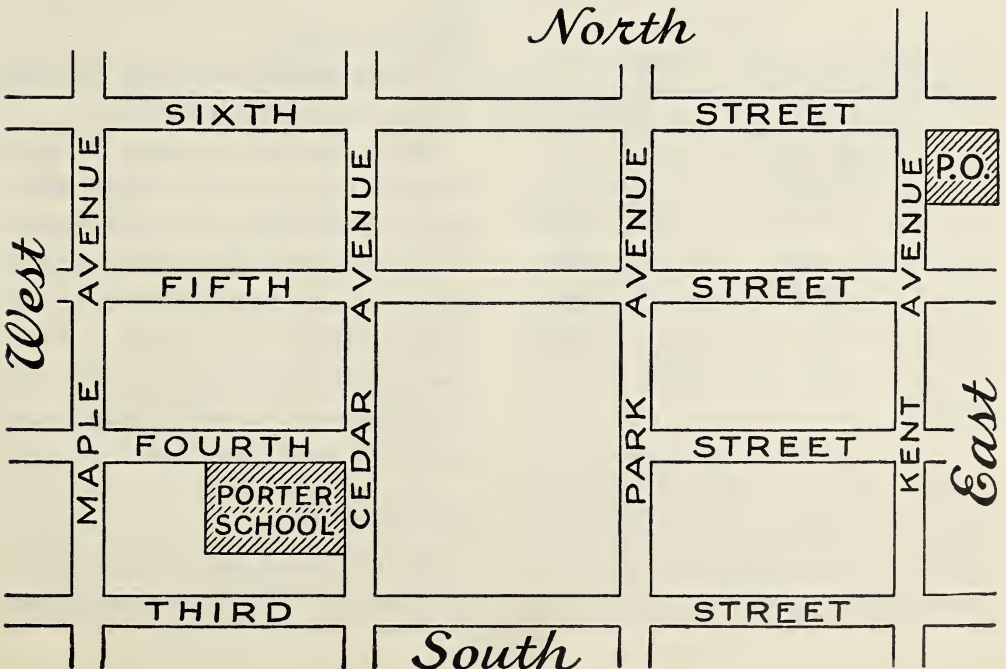 North
SIXTH STREET
MAPLE AVENUE
CEDAR AVENUE
PARK AVENUE
KENT AVENUE
P.O.
West
FIFTH STREET
FOURTH STREET
East
PORTER
SCHOOL
THIRD STREET
South